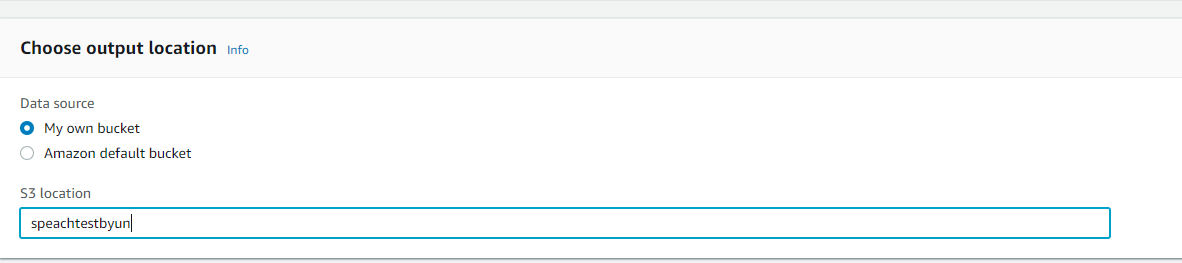 Choose output location Info
Data source
My own bucket
Amazon default bucket
S3 location
speachtestbyun